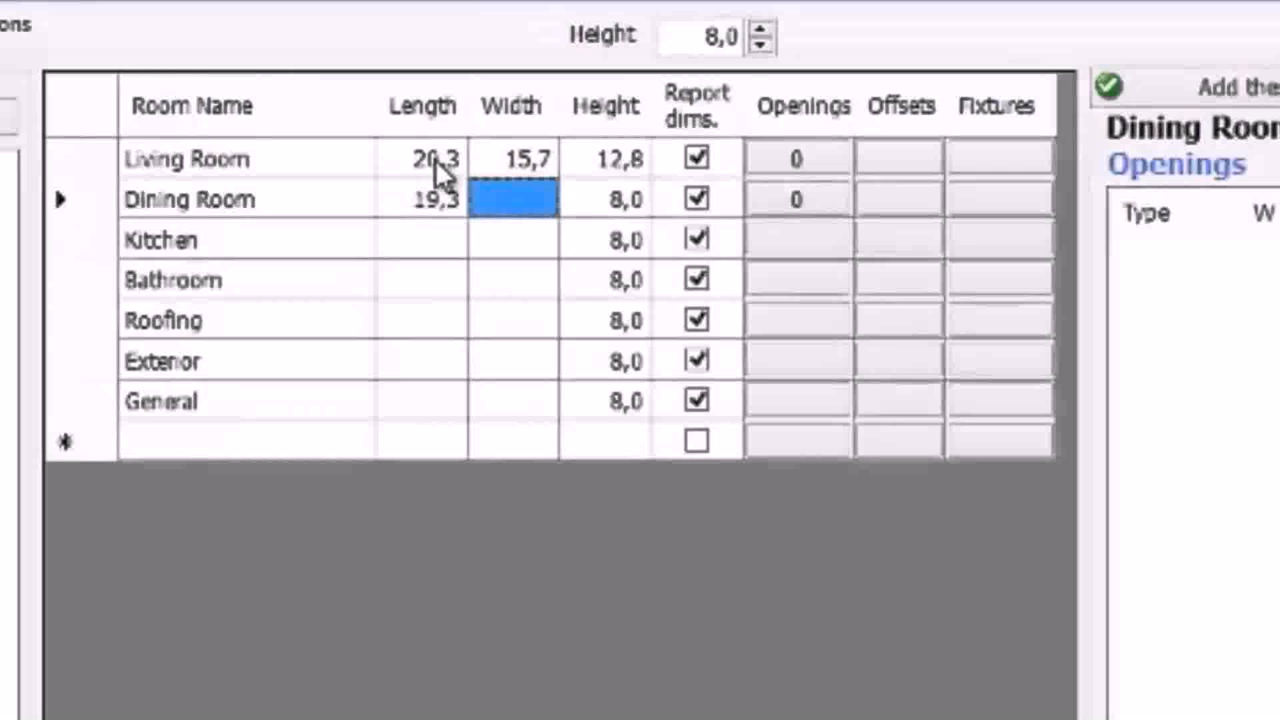 ons
Height 8,0
Room Name Length Width Height Report dims. Openings Offsets Fixtures
Living Room 20,3 15,7 12,8 0
Dining Room 19,3 8,0 0
Kitchen 8,0
Bathroom 8,0
Roofing 8,0
Exterior 8,0
General 8,0
Add the
Dining Roor
Openings
Type W